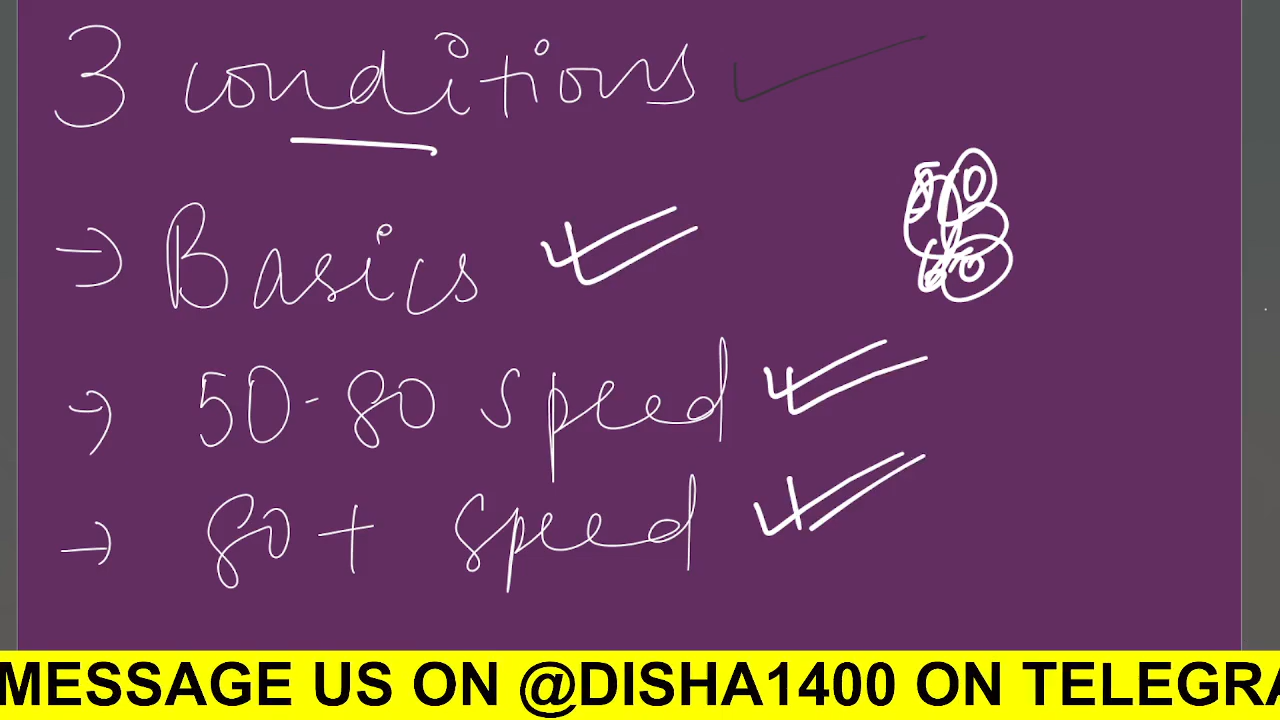 3 conditions
→ Basics
→ 50-80 speed
→ 80+ speed
MESSAGE US ON @DISHA1400 ON TELEGRA